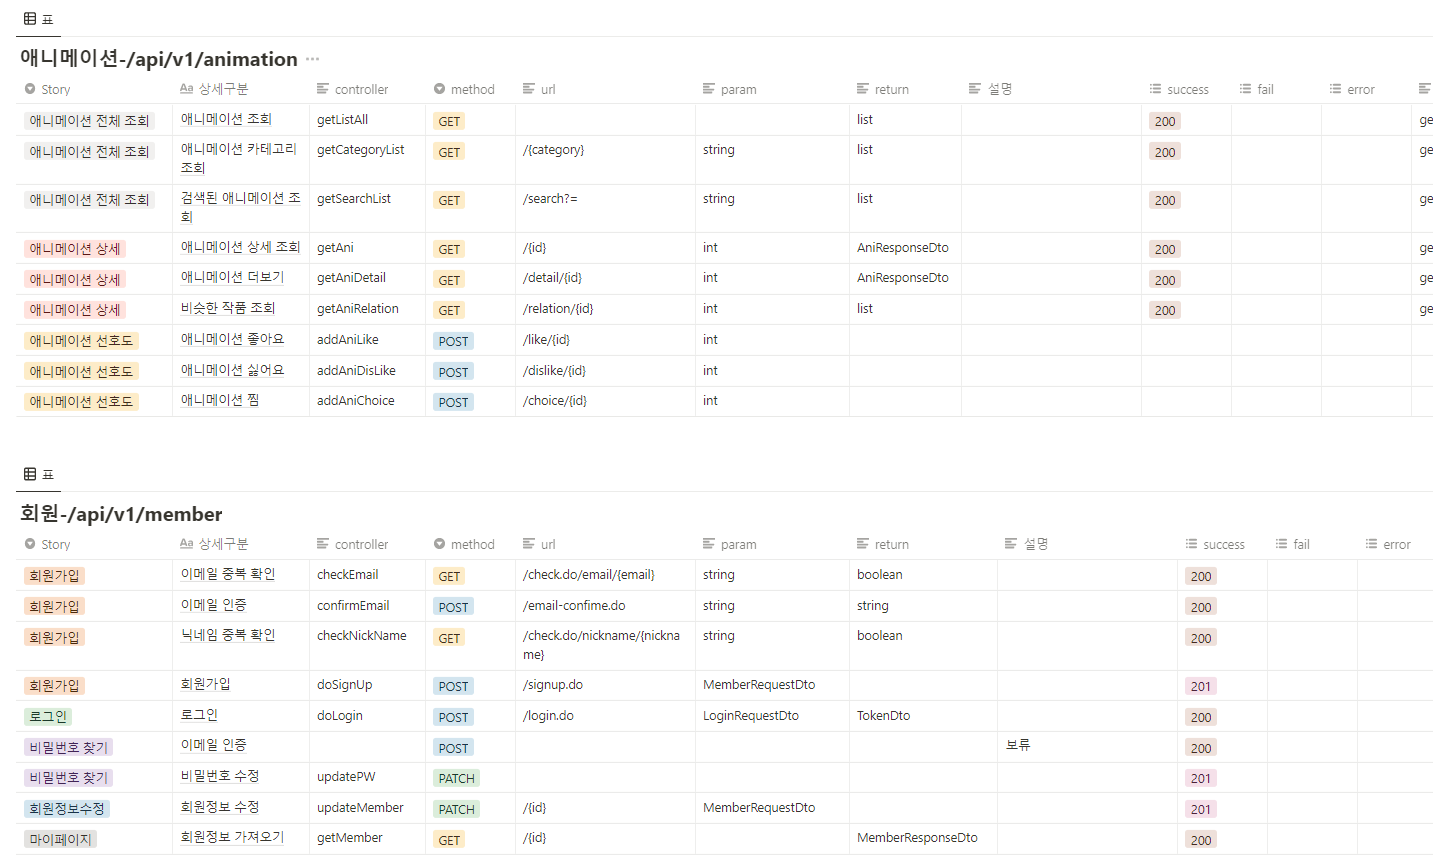 표
애니메이션-/api/v1/animation ...
Story 상세구분 controller method url param return 설명 success fail error
애니메이션 전체 조회 애니메이션 조회 getListAll GET list 200 ge
애니메이션 전체 조회 애니메이션 카테고리 getCategoryList GET /{category} string list 200 ge
조회
애니메이션 전체 조회 검색된 애니메이션 조 getSearchList GET /search?= string list 200 ge
회
애니메이션 상세 애니메이션 상세 조회 getAni GET /{id} int AniResponseDto 200 ge
애니메이션 상세 애니메이션 더보기 getAniDetail GET /detail/{id} int AniResponseDto 200 ge
애니메이션 상세 비슷한 작품 조회 getAniRelation GET /relation/{id} int list 200 ge
애니메이션 선호도 애니메이션 좋아요 addAniLike POST /like/{id} int
애니메이션 선호도 애니메이션 싫어요 addAniDisLike POST /dislike/{id} int
애니메이션 선호도 애니메이션 찜 addAniChoice POST /choice/{id} int
표
회원-/api/v1/member
Story 상세구분 controller method url param return 설명 success fail error
회원가입 이메일 중복 확인 checkEmail GET /check.do/email/{email} string boolean 200
회원가입 이메일 인증 confirmEmail POST /email-confime.do string string 200
회원가입 닉네임 중복 확인 checkNickName GET /check.do/nickname/{nickna string boolean 200
me}
회원가입 회원가입 doSignUp POST /signup.do MemberRequestDto 201
로그인 로그인 doLogin POST /login.do LoginRequestDto TokenDto 200
비밀번호 찾기 이메일 인증 POST 보류 200
비밀번호 찾기 비밀번호 수정 updatePW PATCH 201
회원정보수정 회원정보 수정 updateMember PATCH /{id} MemberRequestDto 201
마이페이지 회원정보 가져오기 getMember GET /{id} MemberResponseDto 200